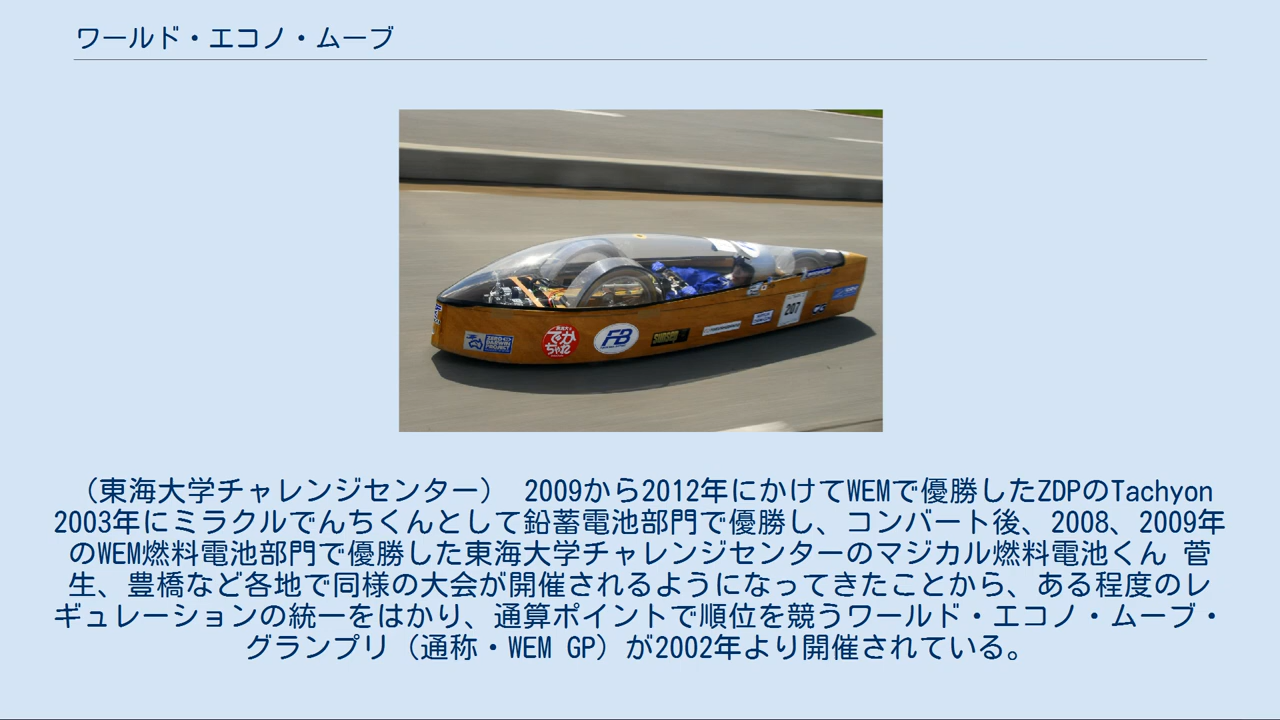 ワールド・エコノ・ムーブ
でんかちゃれ
FB
SUNSEG
207
（東海大学チャレンジセンター） 2009から2012年にかけてWEMで優勝したZDPのTachyon
2003年にミラクルでんちくんとして鉛蓄電池部門で優勝し、コンバート後、2008、2009年
のWEM燃料電池部門で優勝した東海大学チャレンジセンターのマジカル燃料電池くん 菅
生、豊橋など各地で同様の大会が開催されるようになってきたことから、ある程度のレ
ギュレーションの統一をはかり、通算ポイントで順位を競うワールド・エコノ・ムーブ・
グランプリ（通称・WEM GP）が2002年より開催されている。